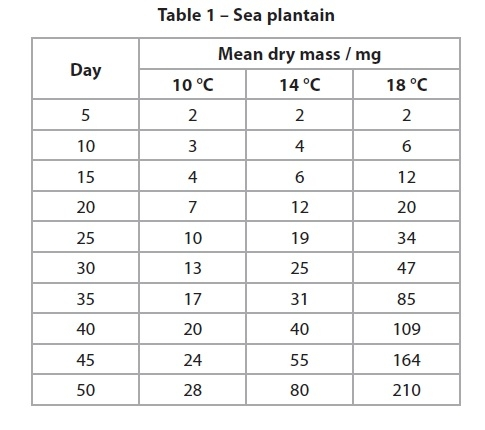 Table 1 – Sea plantain
Day
Mean dry mass / mg
10 °C 14 °C 18 °C
5 2 2 2
10 3 4 6
15 4 6 12
20 7 12 20
25 10 19 34
30 13 25 47
35 17 31 85
40 20 40 109
45 24 55 164
50 28 80 210